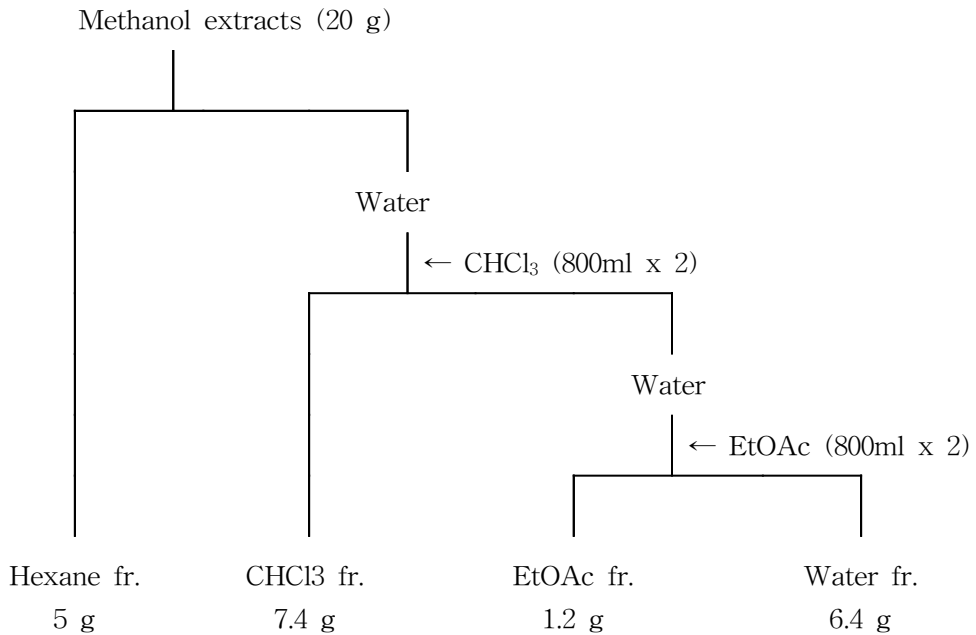 Methanol extracts (20 g)
Water
← CHCl₃ (800ml x 2)
Water
← EtOAc (800ml x 2)
Hexane fr. CHCl3 fr. EtOAc fr. Water fr.
5 g 7.4 g 1.2 g 6.4 g